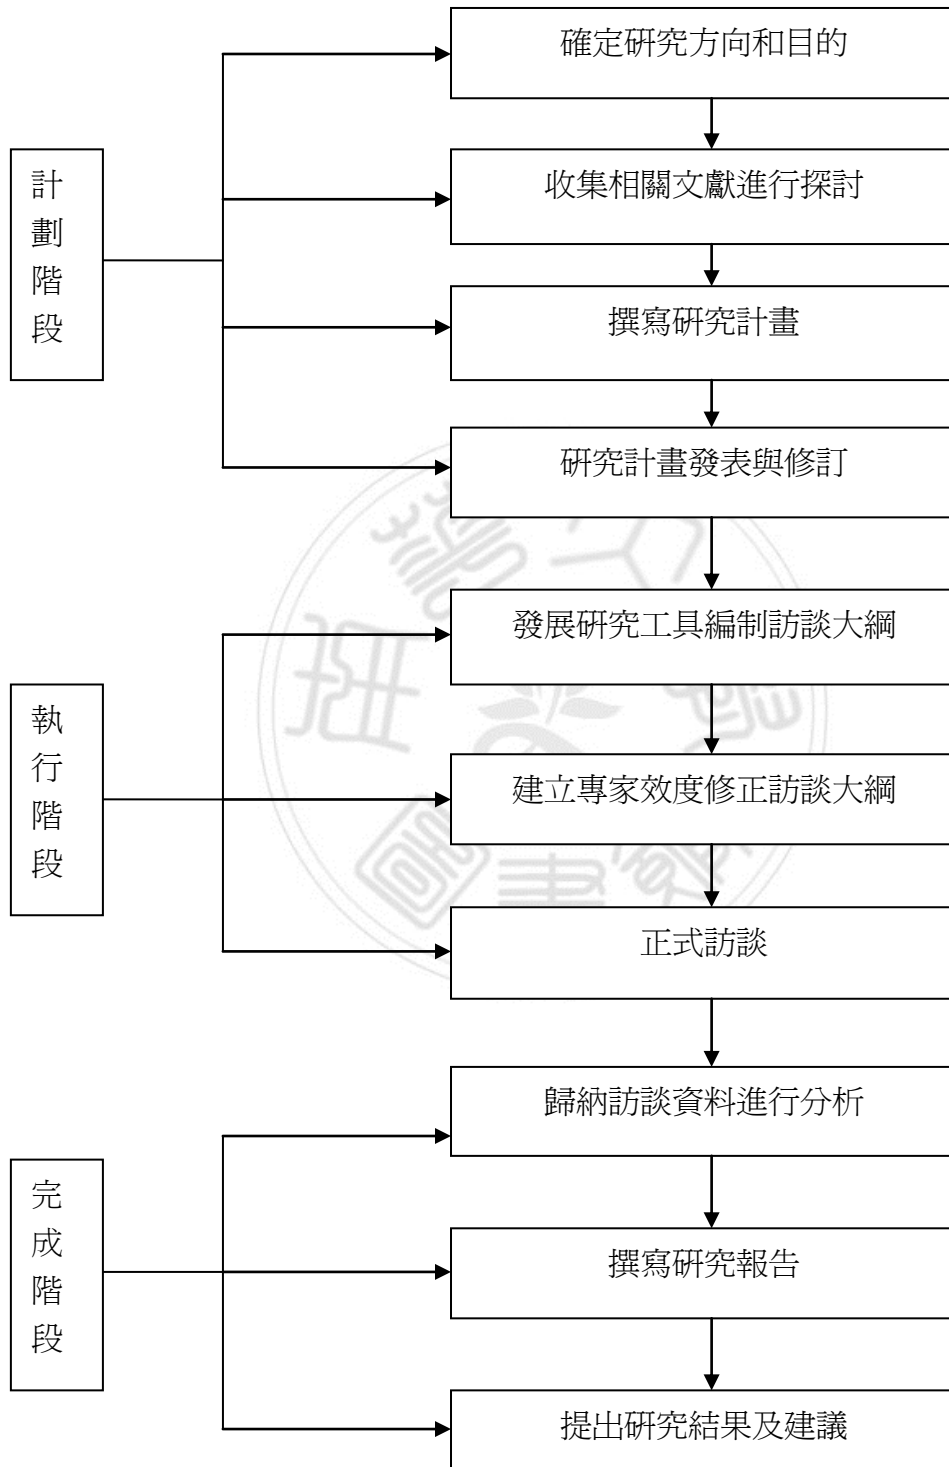 確定研究方向和目的
計劃階段
收集相關文獻進行探討
撰寫研究計畫
研究計畫發表與修訂
發展研究工具編制訪談大綱
執行階段
建立專家效度修正訪談大綱
正式訪談
歸納訪談資料進行分析
完成階段
撰寫研究報告
提出研究結果及建議